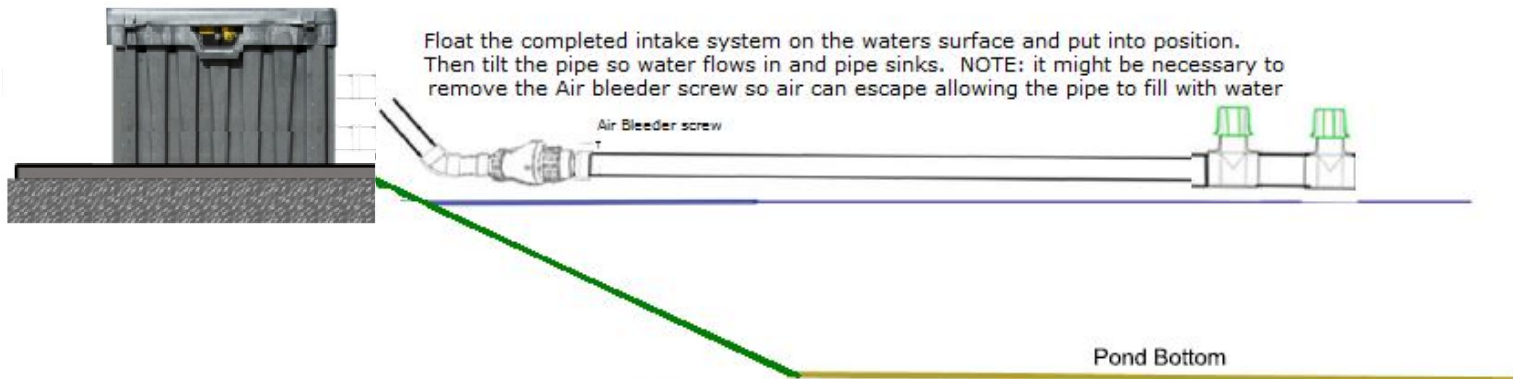 Float the completed intake system on the waters surface and put into position.
Then tilt the pipe so water flows in and pipe sinks.  NOTE: it might be necessary to
remove the Air bleeder screw so air can escape allowing the pipe to fill with water
Air Bleeder screw
Pond Bottom